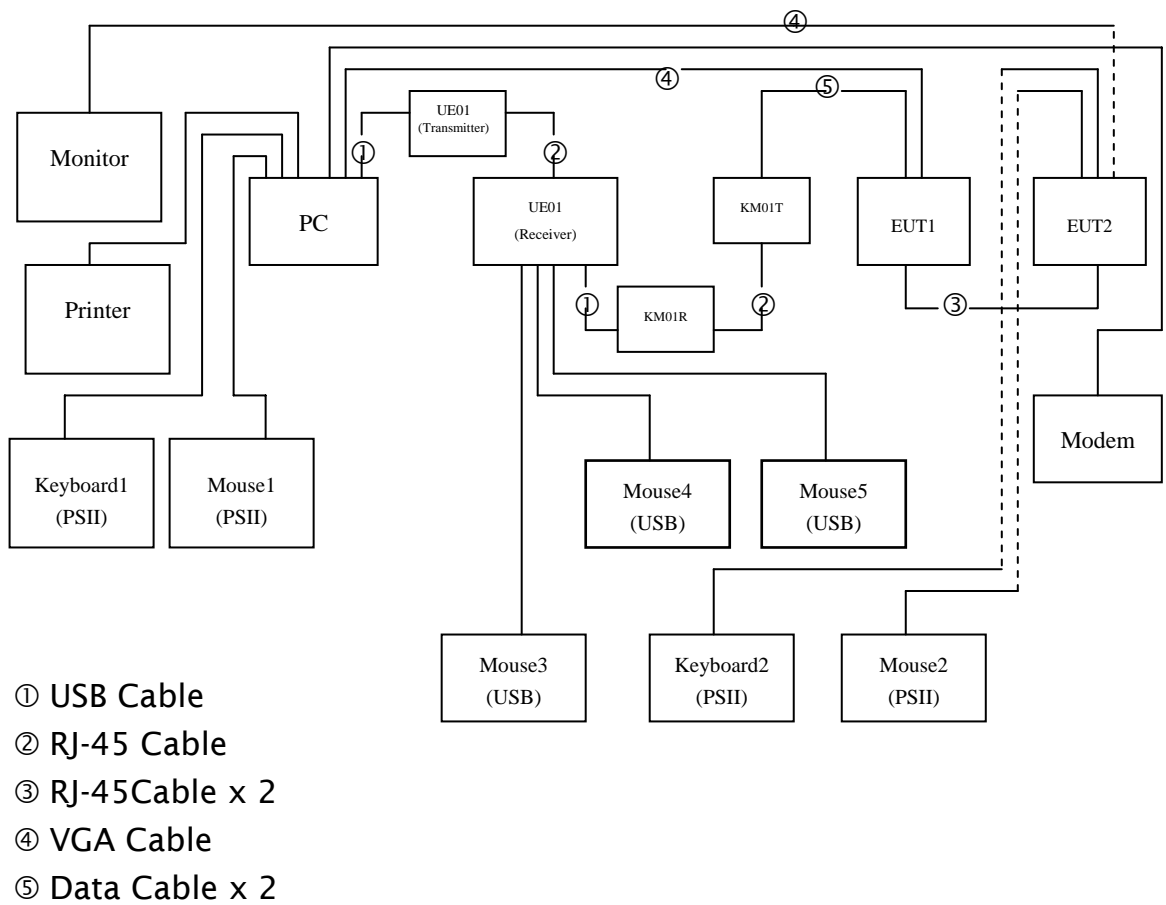 ④
④
⑤
UE01
(Transmitter)
①
②
Monitor
PC
UE01
(Receiver)
KM01T
EUT1
EUT2
Printer
①
KM01R
②
③
Modem
Keyboard1
(PSII)
Mouse1
(PSII)
Mouse4
(USB)
Mouse5
(USB)
Mouse3
(USB)
Keyboard2
(PSII)
Mouse2
(PSII)
① USB Cable
② RJ-45 Cable
③ RJ-45Cable x 2
④ VGA Cable
⑤ Data Cable x 2